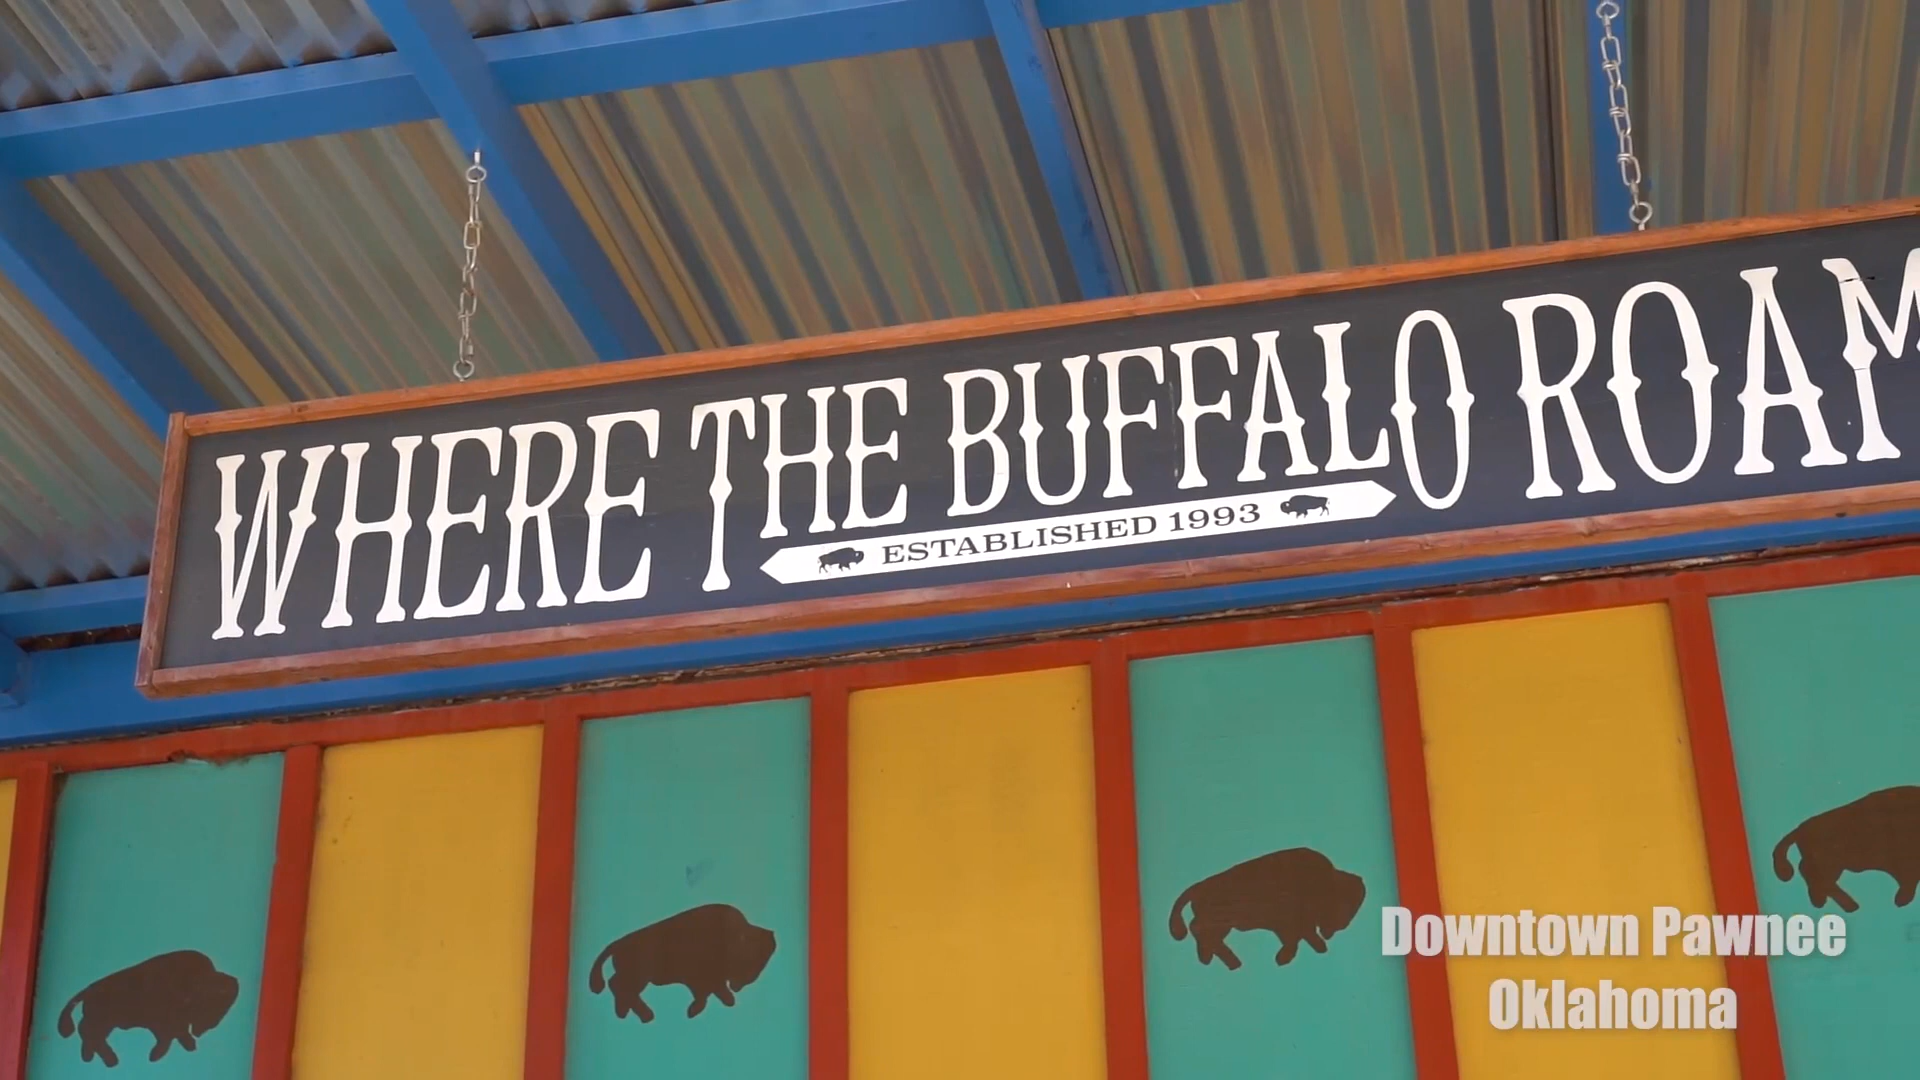 WHERE THE BUFFALO ROAM
ESTABLISHED 1993
Downtown Pawnee
Oklahoma